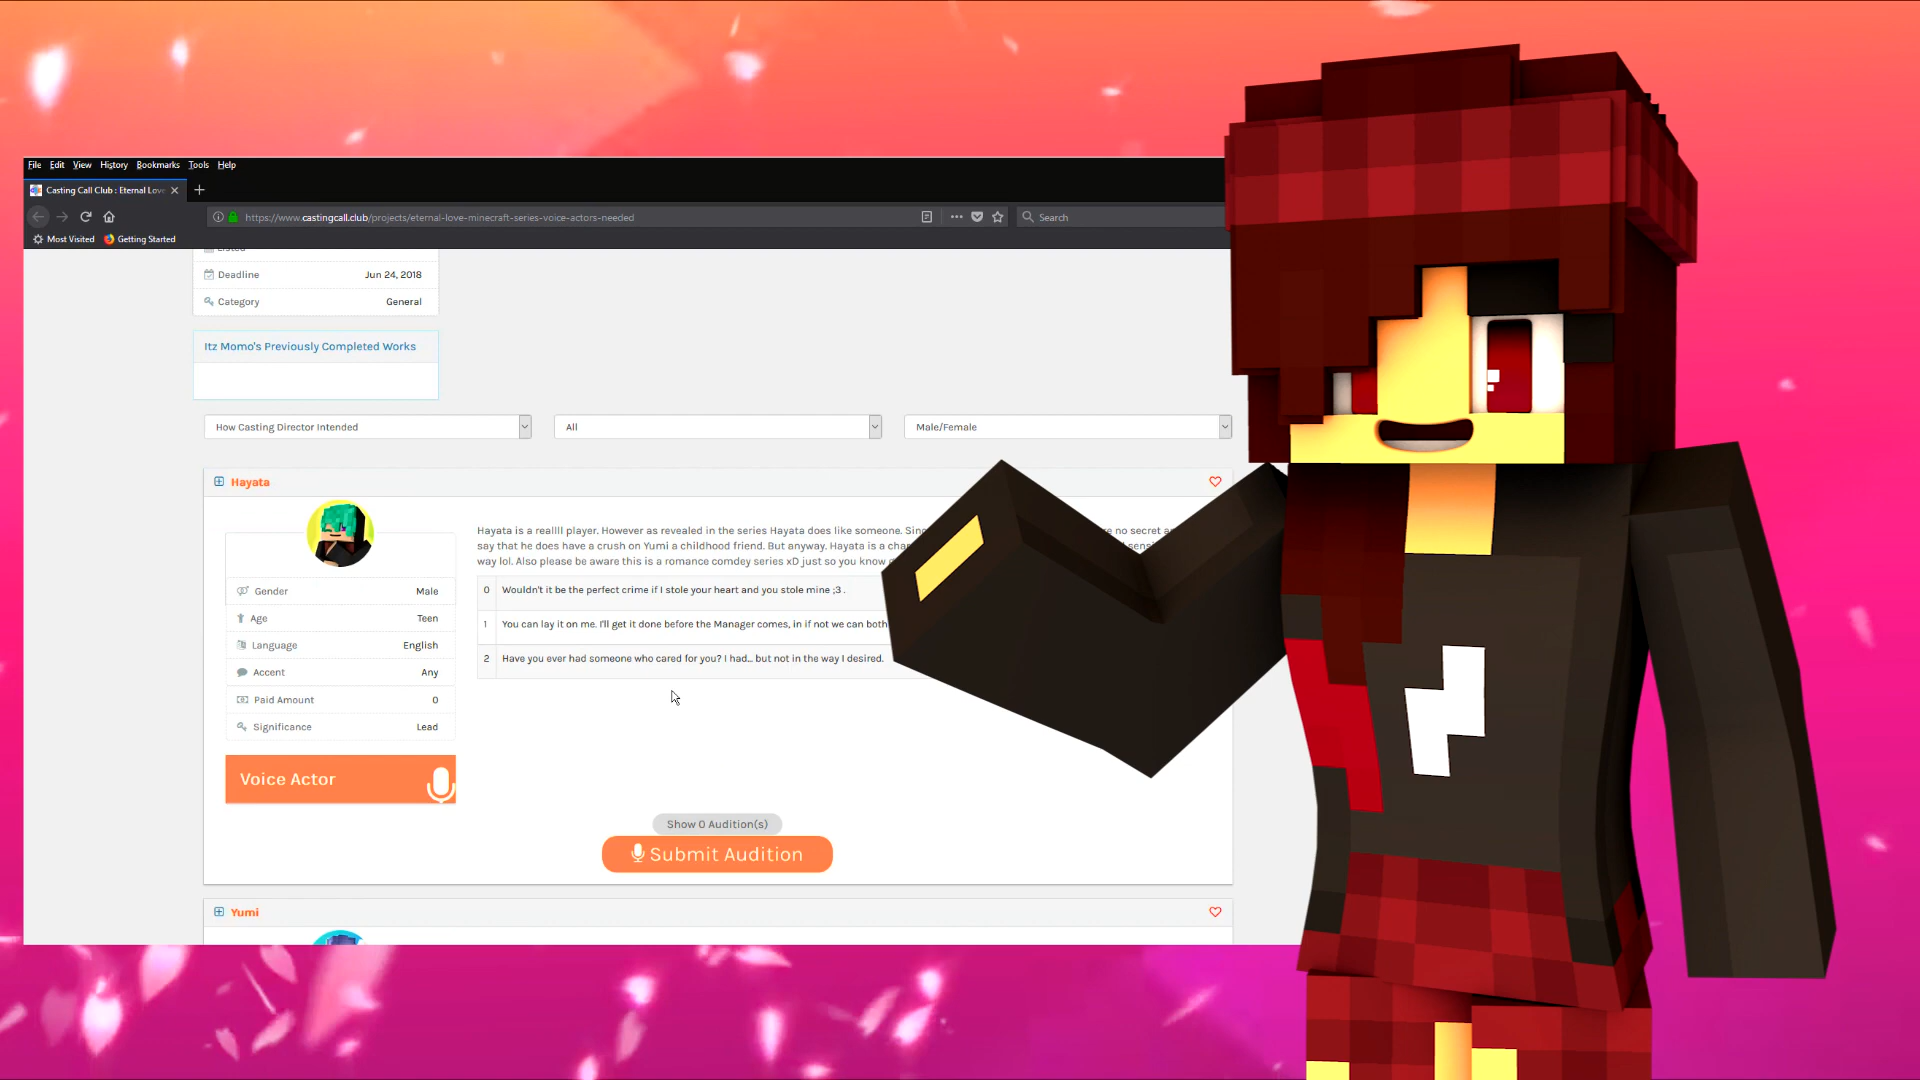 File Edit View History Bookmarks Tools Help
Casting Call Club : Eternal Love
https://www.castingcall.club/projects/eternal-love-minecraft-series-voice-actors-needed
Search
Most Visited Getting Started
Listed
Deadline Jun 24, 2018
Category General
Itz Momo's Previously Completed Works
How Casting Director Intended All Male/Female
Hayata
Hayata is a reallll player. However as revealed in the series Hayata does like someone. re no secret
say that he does have a crush on Yumi a childhood friend. But anyway. Hayata is a
way lol. Also please be aware this is a romance comdey series xD just so you know
Gender Male
Age Teen
Language English
Accent Any
Paid Amount 0
Significance Lead
0 Wouldn't it be the perfect crime if I stole your heart and you stole mine ;3 .
1 You can lay it on me. I'll get it done before the Manager comes, in if not we can both
2 Have you ever had someone who cared for you? I had... but not in the way I desired.
Voice Actor
Show 0 Audition(s)
Submit Audition
Yumi